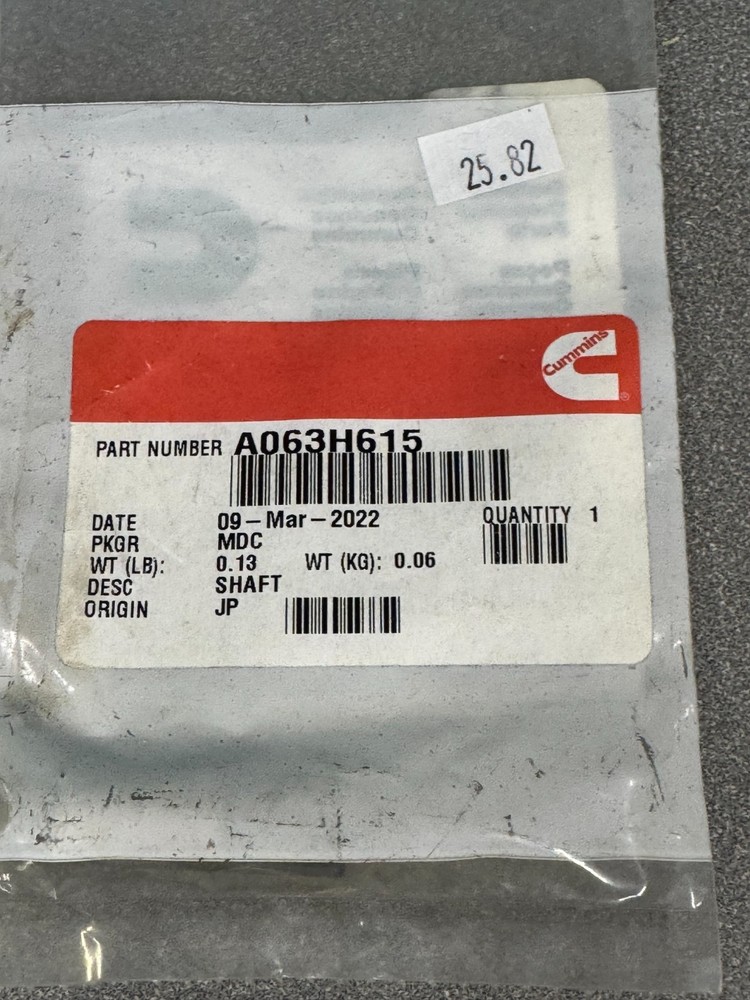 25.82
Cummins
PART NUMBER A063H615
DATE 09-Mar-2022 QUANTITY 1
PKGR MDC
WT (LB): 0.13 WT (KG): 0.06
DESC SHAFT
ORIGIN JP